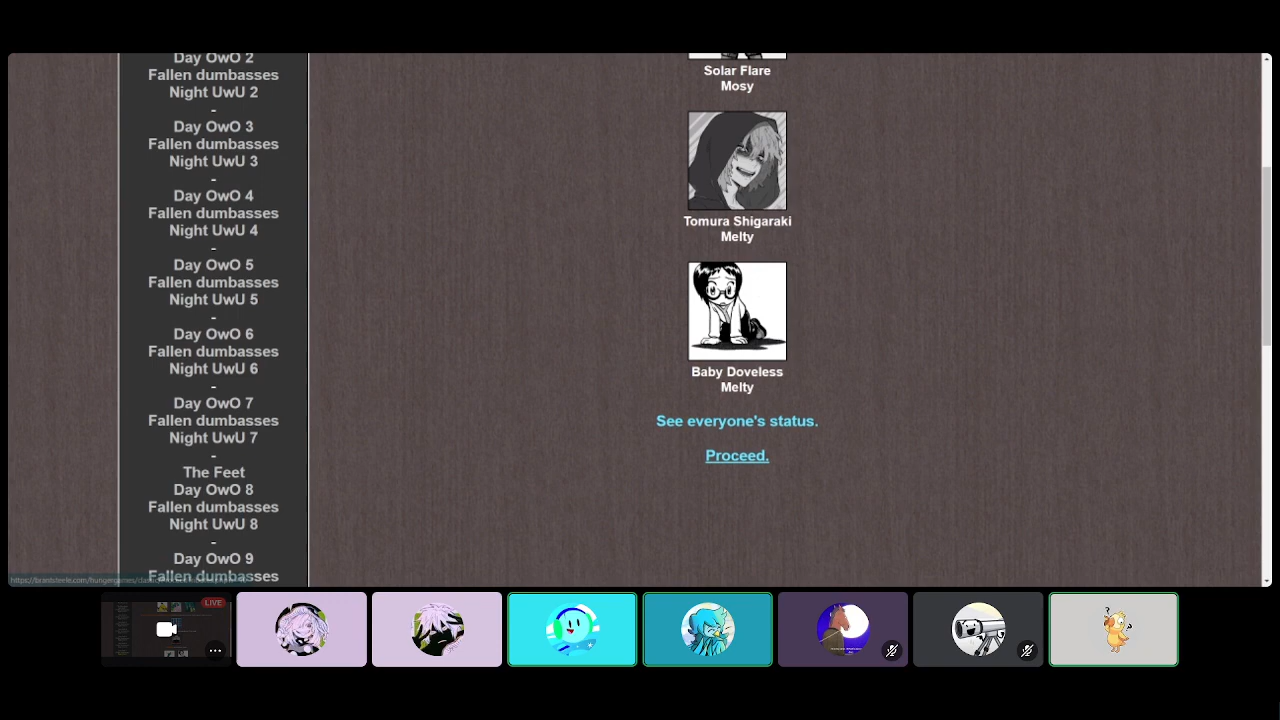 Day OwO 2
Fallen dumbasses
Night UwU 2
-
Day OwO 3
Fallen dumbasses
Night UwU 3
-
Day OwO 4
Fallen dumbasses
Night UwU 4
-
Day OwO 5
Fallen dumbasses
Night UwU 5
-
Day OwO 6
Fallen dumbasses
Night UwU 6
-
Day OwO 7
Fallen dumbasses
Night UwU 7
-
The Feet
Day OwO 8
Fallen dumbasses
Night UwU 8
-
Day OwO 9
Fallen dumbasses
Solar Flare
Mosy
Tomura Shigaraki
Melty
Baby Doveless
Melty
See everyone's status.
Proceed.
LIVE